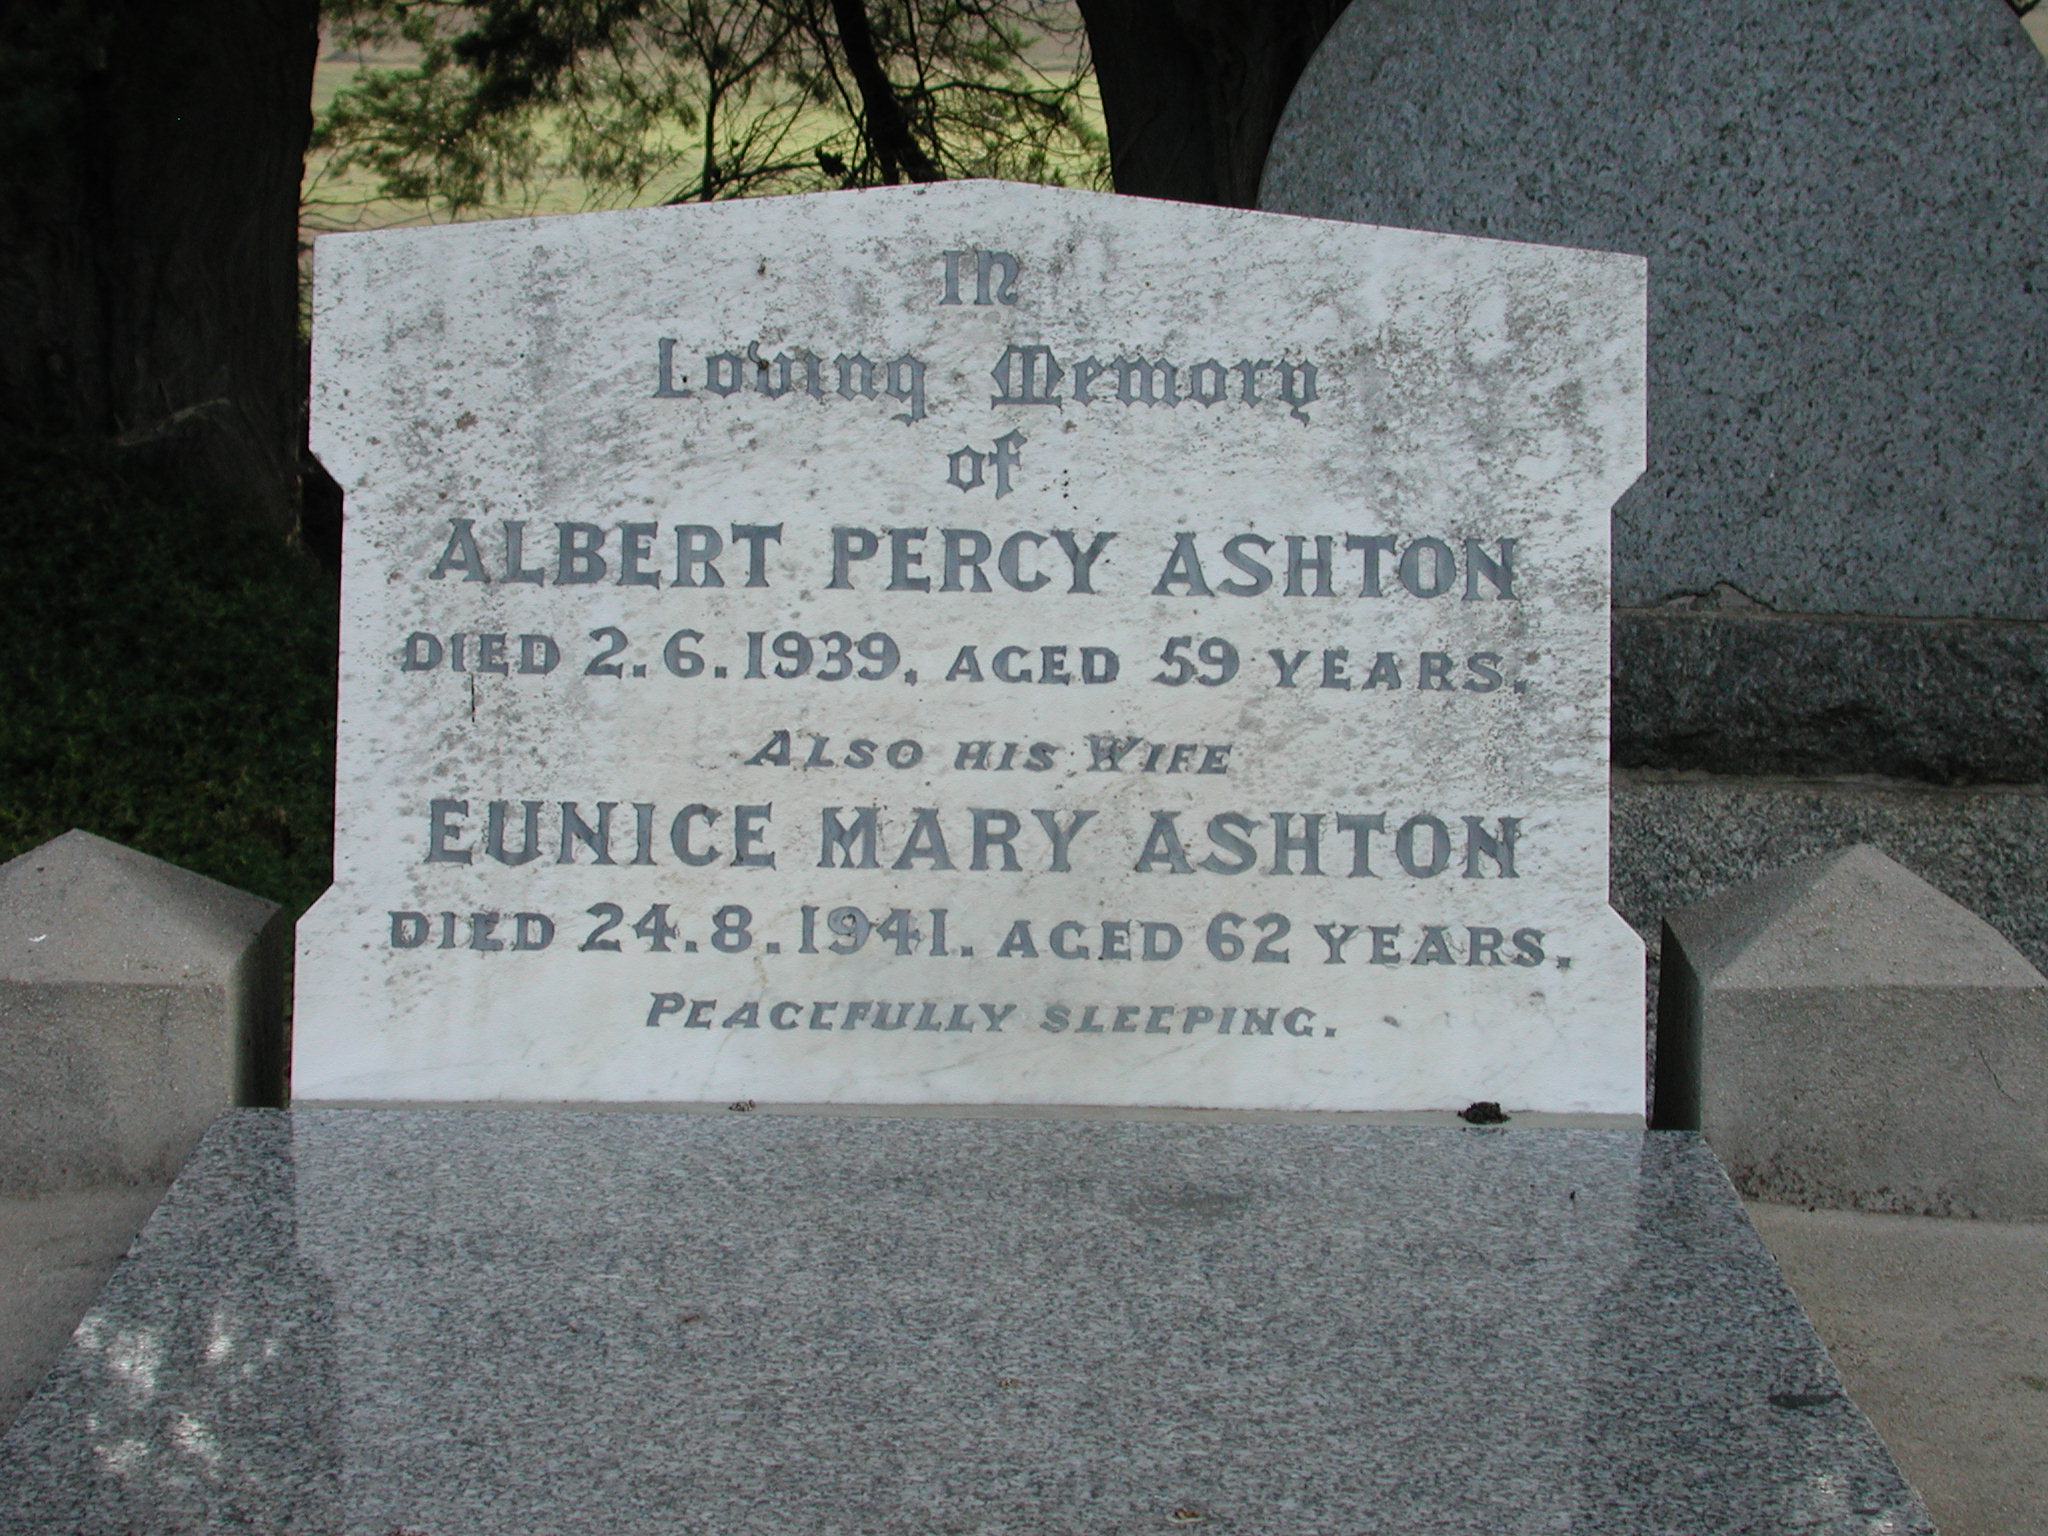 In
Loving Memory
of
ALBERT PERCY ASHTON
DIED 2.6.1939. AGED 59 YEARS.
ALSO HIS WIFE
EUNICE MARY ASHTON
DIED 24.8.1941. AGED 62 YEARS.
PEACEFULLY SLEEPING.